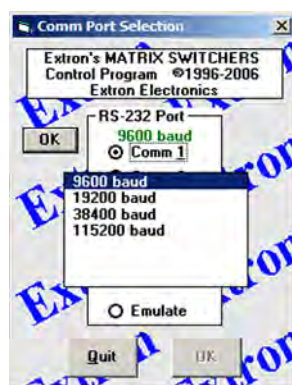 Comm Port Selection
Extron's MATRIX SWITCHERS
Control Program ©1996-2006
Extron Electronics
RS-232 Port
OK
9600 baud
Comm 1
9600 baud
19200 baud
38400 baud
115200 baud
Emulate
Quit
OK
Extron